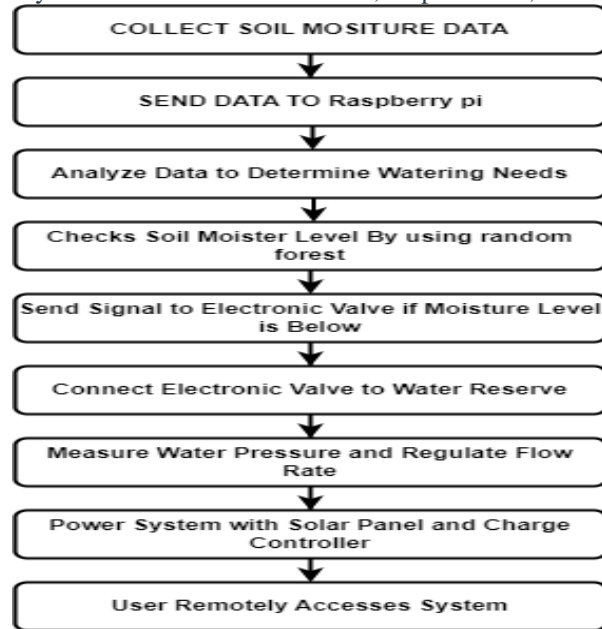 COLLECT SOIL MOSITURE DATA
SEND DATA TO Raspberry pi
Analyze Data to Determine Watering Needs
Checks Soil Moister Level By using random
forest
Send Signal to Electronic Valve if Moisture Level
is Below
Connect Electronic Valve to Water Reserve
Measure Water Pressure and Regulate Flow
Rate
Power System with Solar Panel and Charge
Controller
User Remotely Accesses System